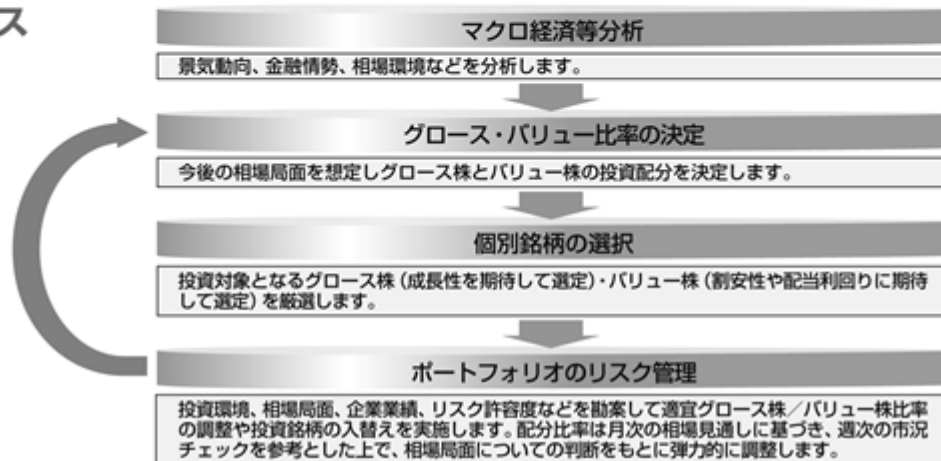 ス
マクロ経済等分析
景気動向、金融情勢、相場環境などを分析します。
グロース・バリュー比率の決定
今後の相場局面を想定しグロース株とバリュー株の投資配分を決定します。
個別銘柄の選択
投資対象となるグロース株(成長性を期待して選定)・バリュー株(割安性や配当利回りに期待
して選定)を厳選します。
ポートフォリオのリスク管理
投資環境、相場局面、企業業績、リスク許容度などを勘案して適宜グロース株/バリュー株比率
の調整や投資銘柄の入替えを実施します。配分比率は月次の相場見通しに基づき、週次の市況
チェックを参考とした上で、相場局面についての判断をもとに弾力的に調整します。